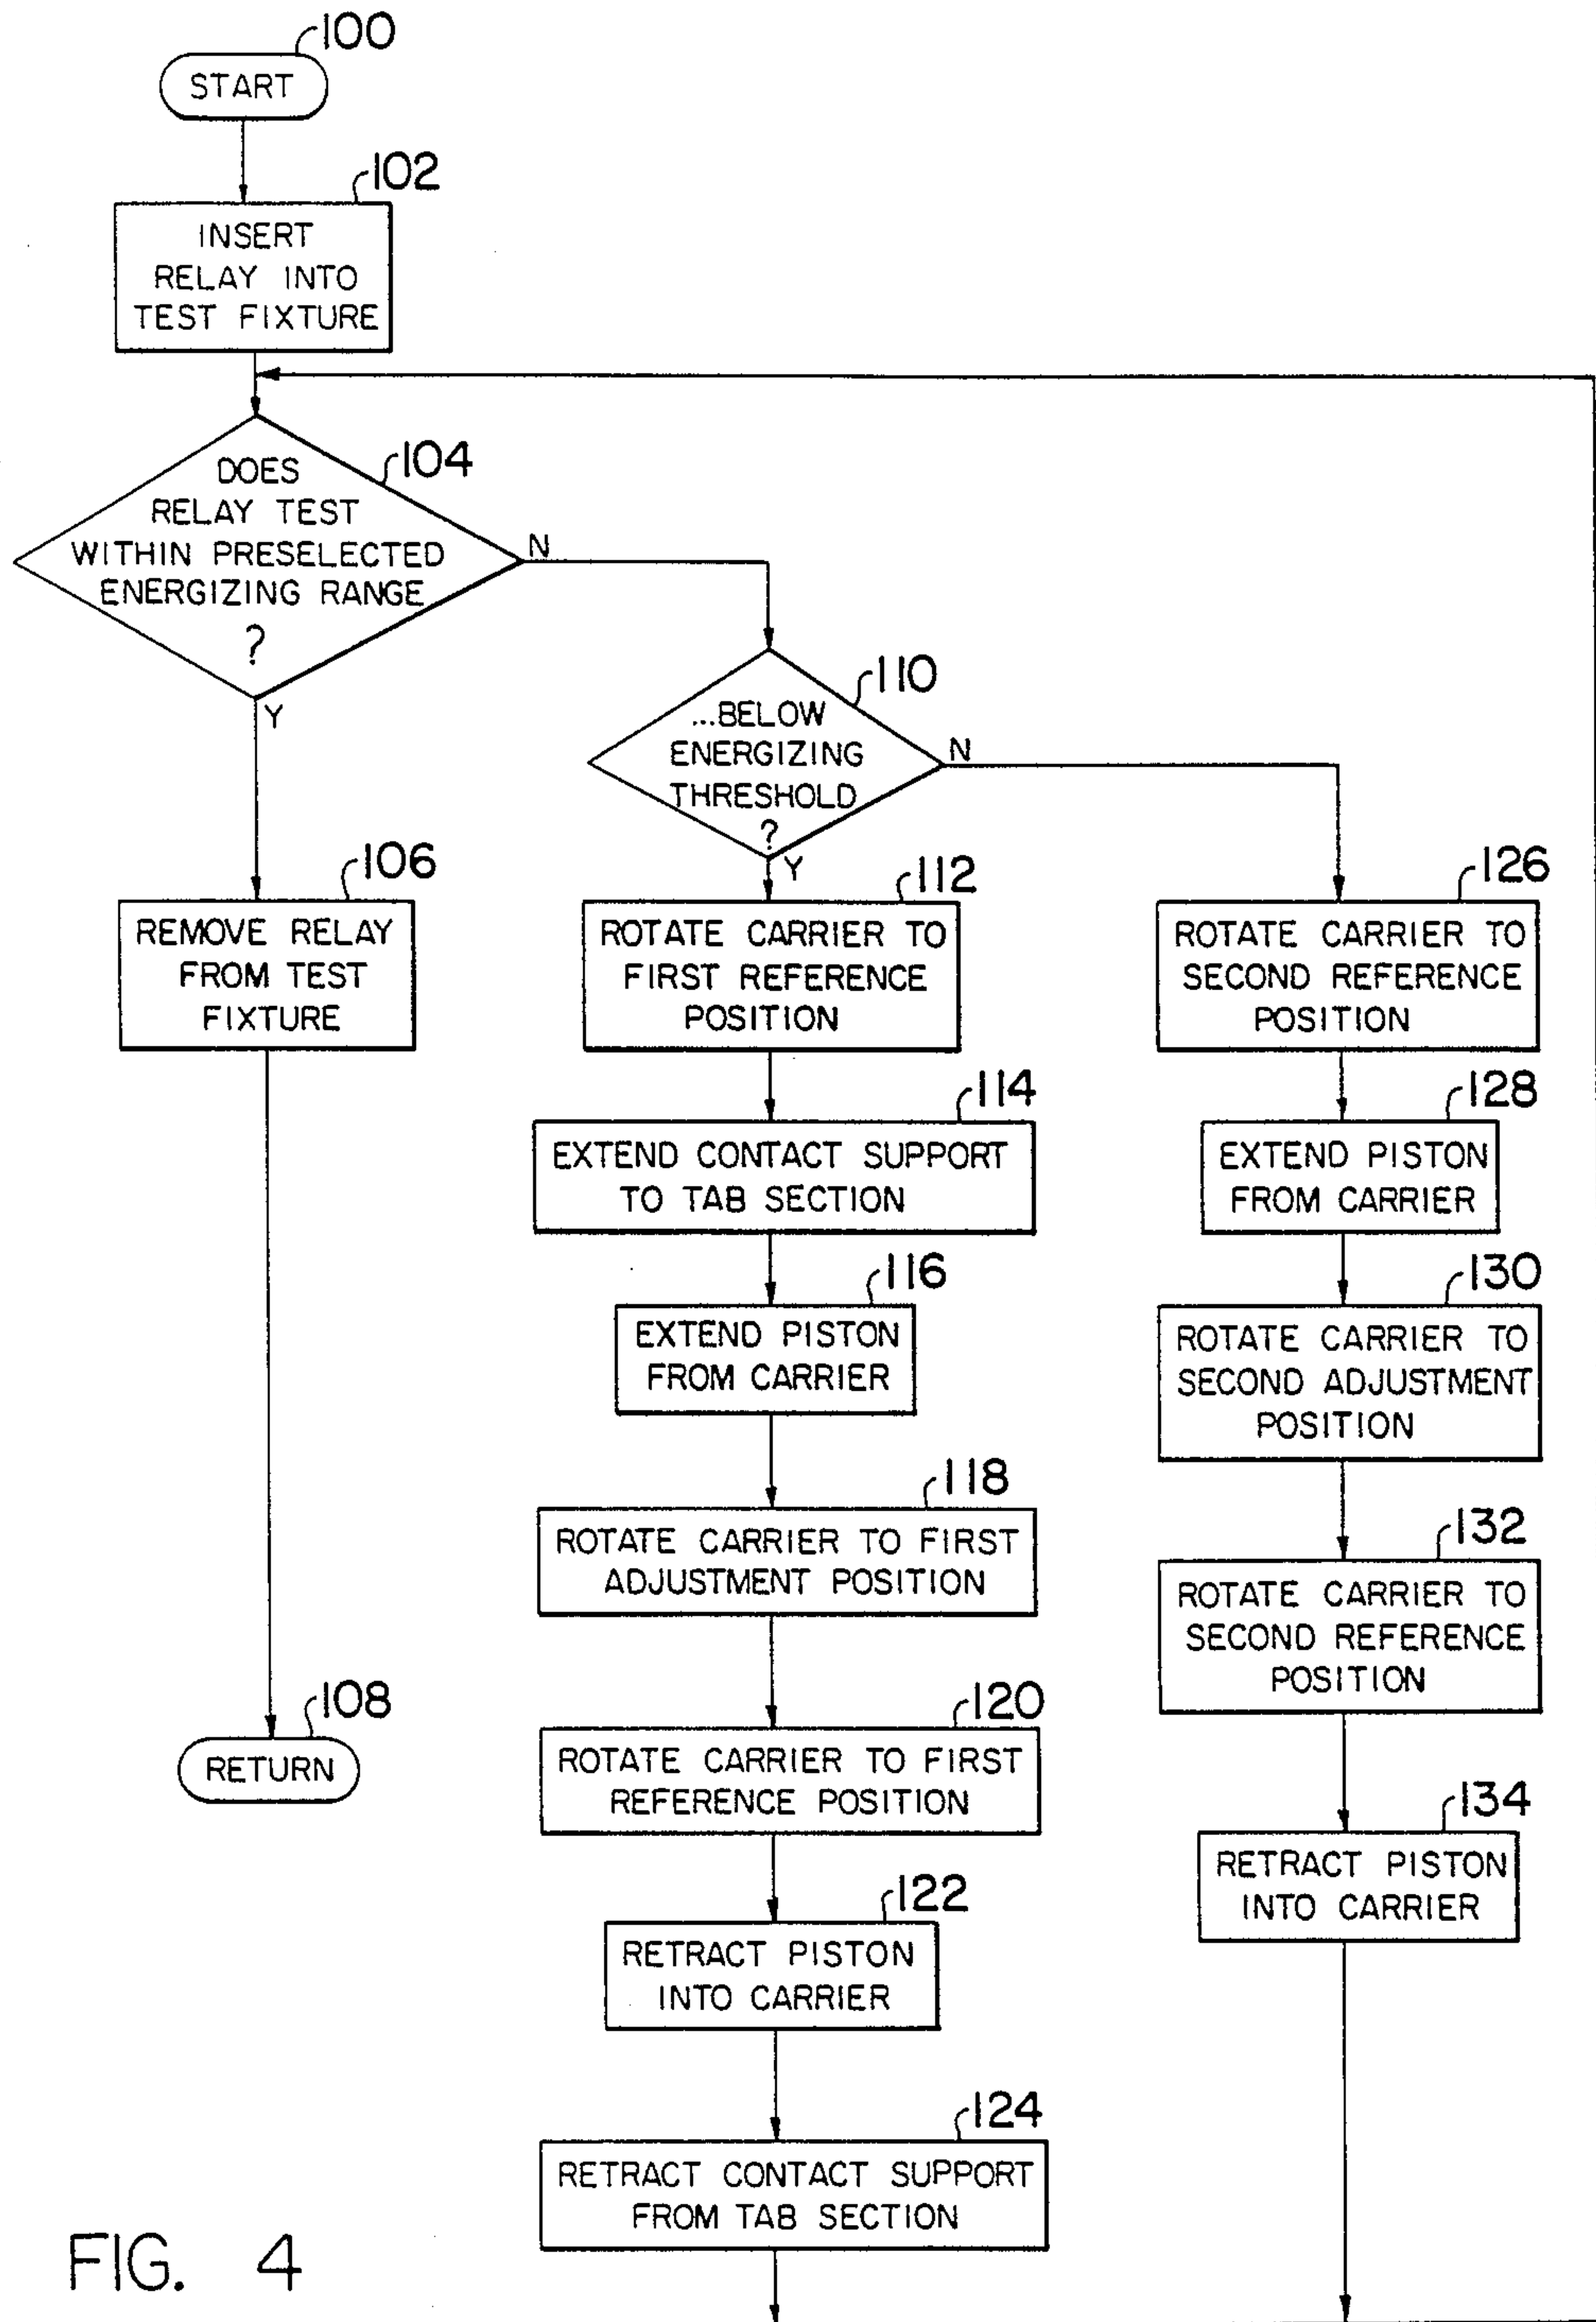 100
START
102
INSERT
RELAY INTO
TEST FIXTURE
104
DOES
RELAY TEST
WITHIN PRESELECTED
ENERGIZING RANGE
?
N
Y
110
...BELOW
ENERGIZING
THRESHOLD
?
N
Y
106
REMOVE RELAY
FROM TEST
FIXTURE
108
RETURN
112
ROTATE CARRIER TO
FIRST REFERENCE
POSITION
114
EXTEND CONTACT SUPPORT
TO TAB SECTION
116
EXTEND PISTON
FROM CARRIER
118
ROTATE CARRIER TO FIRST
ADJUSTMENT POSITION
120
ROTATE CARRIER TO FIRST
REFERENCE POSITION
122
RETRACT PISTON
INTO CARRIER
124
RETRACT CONTACT SUPPORT
FROM TAB SECTION
126
ROTATE CARRIER TO
SECOND REFERENCE
POSITION
128
EXTEND PISTON
FROM CARRIER
130
ROTATE CARRIER TO
SECOND ADJUSTMENT
POSITION
132
ROTATE CARRIER TO
SECOND REFERENCE
POSITION
134
RETRACT PISTON
INTO CARRIER
FIG. 4